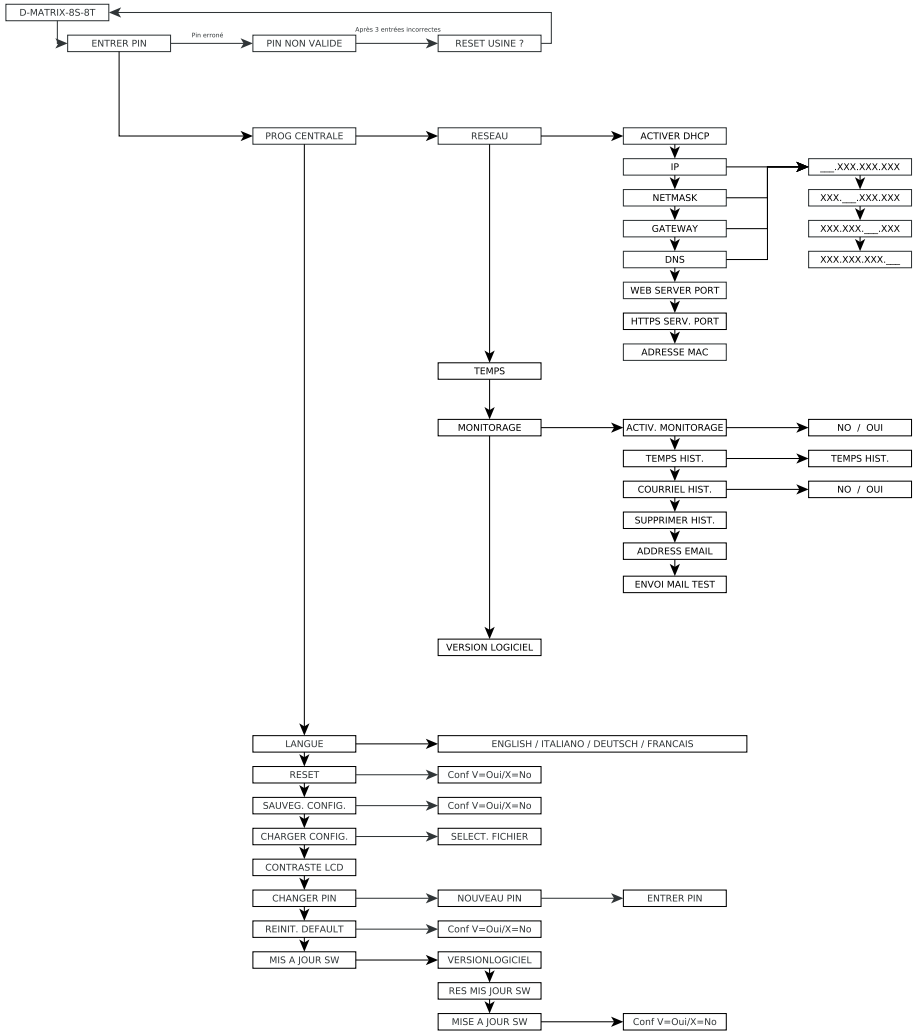 D-MATRIX-8S-8T
ENTRER PIN
Pin erroné
PIN NON VALIDE
Après 3 entrées incorrectes
RESET USINE ?
PROG CENTRALE
RESEAU
ACTIVER DHCP
IP
___.XXX.XXX.XXX
NETMASK
XXX.___.XXX.XXX
GATEWAY
XXX.XXX.___.XXX
DNS
XXX.XXX.XXX.___
WEB SERVER PORT
HTTPS SERV. PORT
ADRESSE MAC
TEMPS
MONITORAGE
ACTIV. MONITORAGE
NO / OUI
TEMPS HIST.
TEMPS HIST.
COURRIEL HIST.
NO / OUI
SUPPRIMER HIST.
ADDRESS EMAIL
ENVOI MAIL TEST
VERSION LOGICIEL
LANGUE
ENGLISH / ITALIANO / DEUTSCH / FRANCAIS
RESET
Conf V=Oui/X=No
SAUVEG. CONFIG.
Conf V=Oui/X=No
CHARGER CONFIG.
SELECT. FICHIER
CONTRASTE LCD
CHANGER PIN
NOUVEAU PIN
ENTRER PIN
REINIT. DEFAULT
Conf V=Oui/X=No
MIS A JOUR SW
VERSIONLOGICIEL
RES MIS JOUR SW
MISE A JOUR SW
Conf V=Oui/X=No